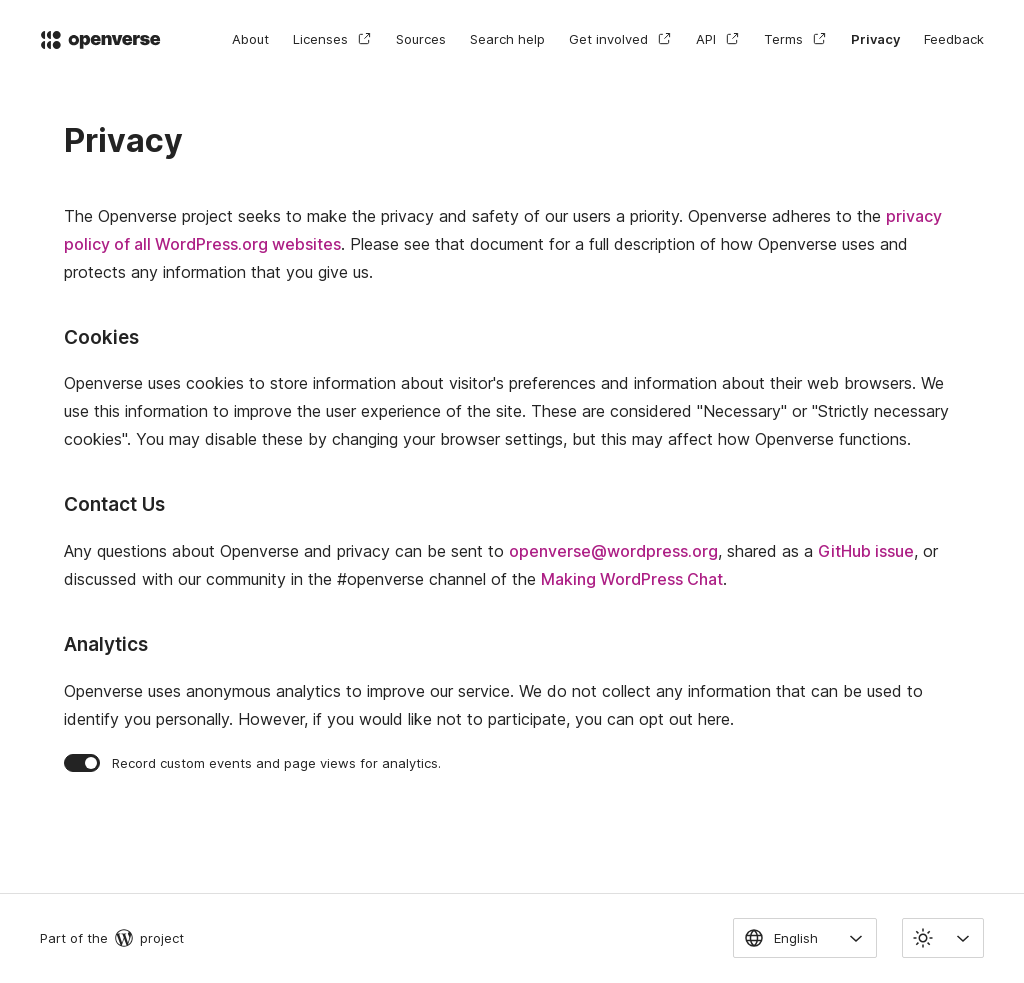 openverse About Licenses Sources Search help Get involved API Terms Privacy Feedback
Privacy
The Openverse project seeks to make the privacy and safety of our users a priority. Openverse adheres to the privacy
policy of all WordPress.org websites. Please see that document for a full description of how Openverse uses and
protects any information that you give us.
Cookies
Openverse uses cookies to store information about visitor's preferences and information about their web browsers. We
use this information to improve the user experience of the site. These are considered "Necessary" or "Strictly necessary
cookies". You may disable these by changing your browser settings, but this may affect how Openverse functions.
Contact Us
Any questions about Openverse and privacy can be sent to openverse@wordpress.org, shared as a GitHub issue, or
discussed with our community in the #openverse channel of the Making WordPress Chat.
Analytics
Openverse uses anonymous analytics to improve our service. We do not collect any information that can be used to
identify you personally. However, if you would like not to participate, you can opt out here.
Record custom events and page views for analytics.
Part of the project English